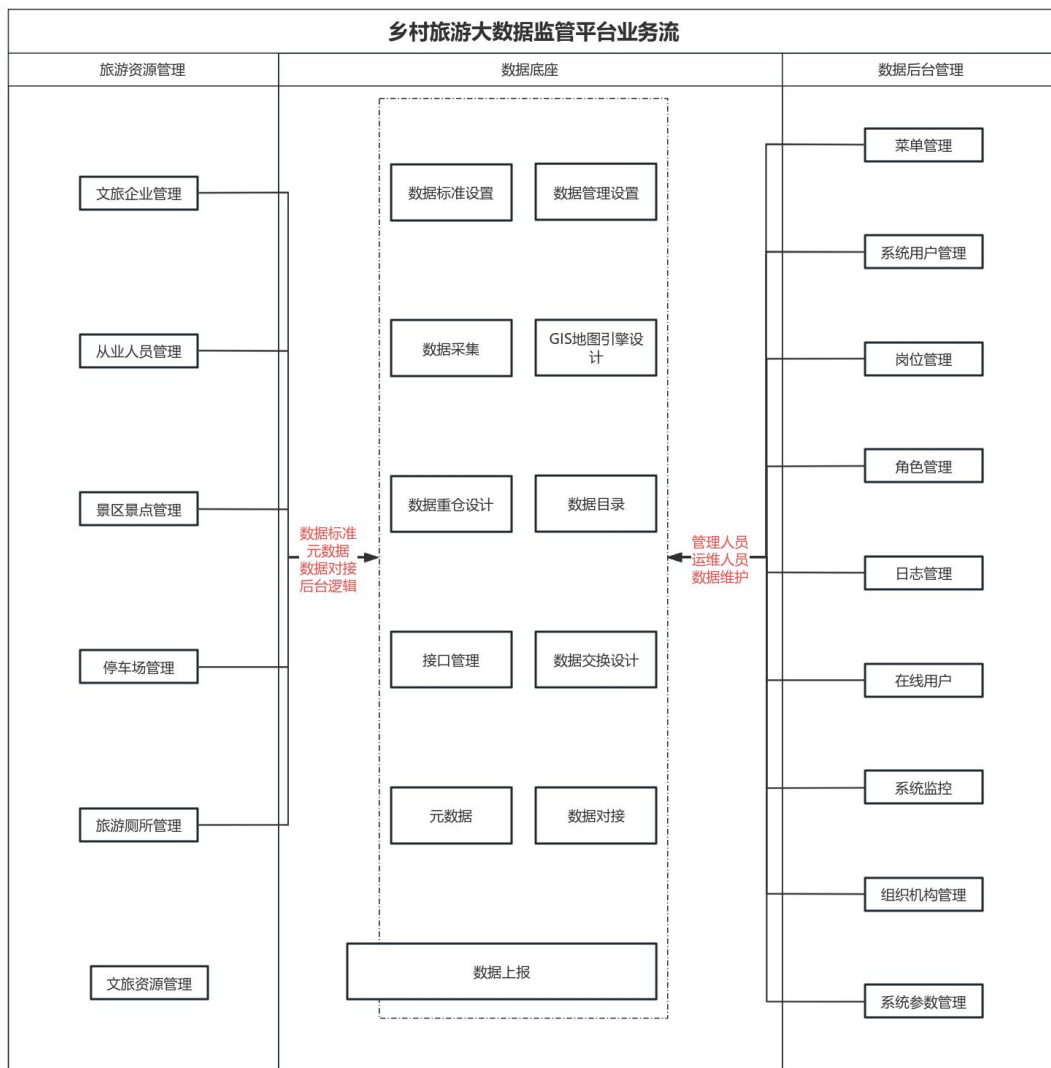 乡村旅游大数据监管平台业务流
旅游资源管理
数据底座
数据后台管理
文旅企业管理
从业人员管理
景区景点管理
停车场管理
旅游厕所管理
文旅资源管理
数据标准
元数据
数据对接
后台逻辑
数据标准设置
数据管理设置
数据采集
GIS地图引擎设
计
数据重仓设计
数据目录
接口管理
数据交换设计
元数据
数据对接
数据上报
管理人员
运维人员
数据维护
菜单管理
系统用户管理
岗位管理
角色管理
日志管理
在线用户
系统监控
组织机构管理
系统参数管理